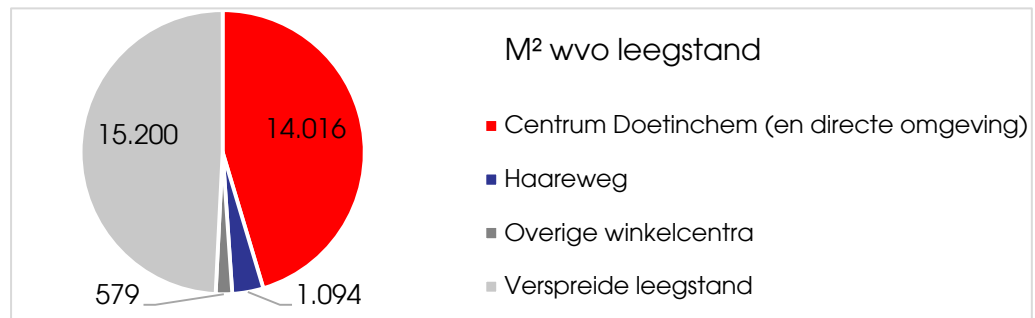 M² wvo leegstand
15.200
14.016
Centrum Doetinchem (en directe omgeving)
Haareweg
Overige winkelcentra
Verspreide leegstand
579
1.094